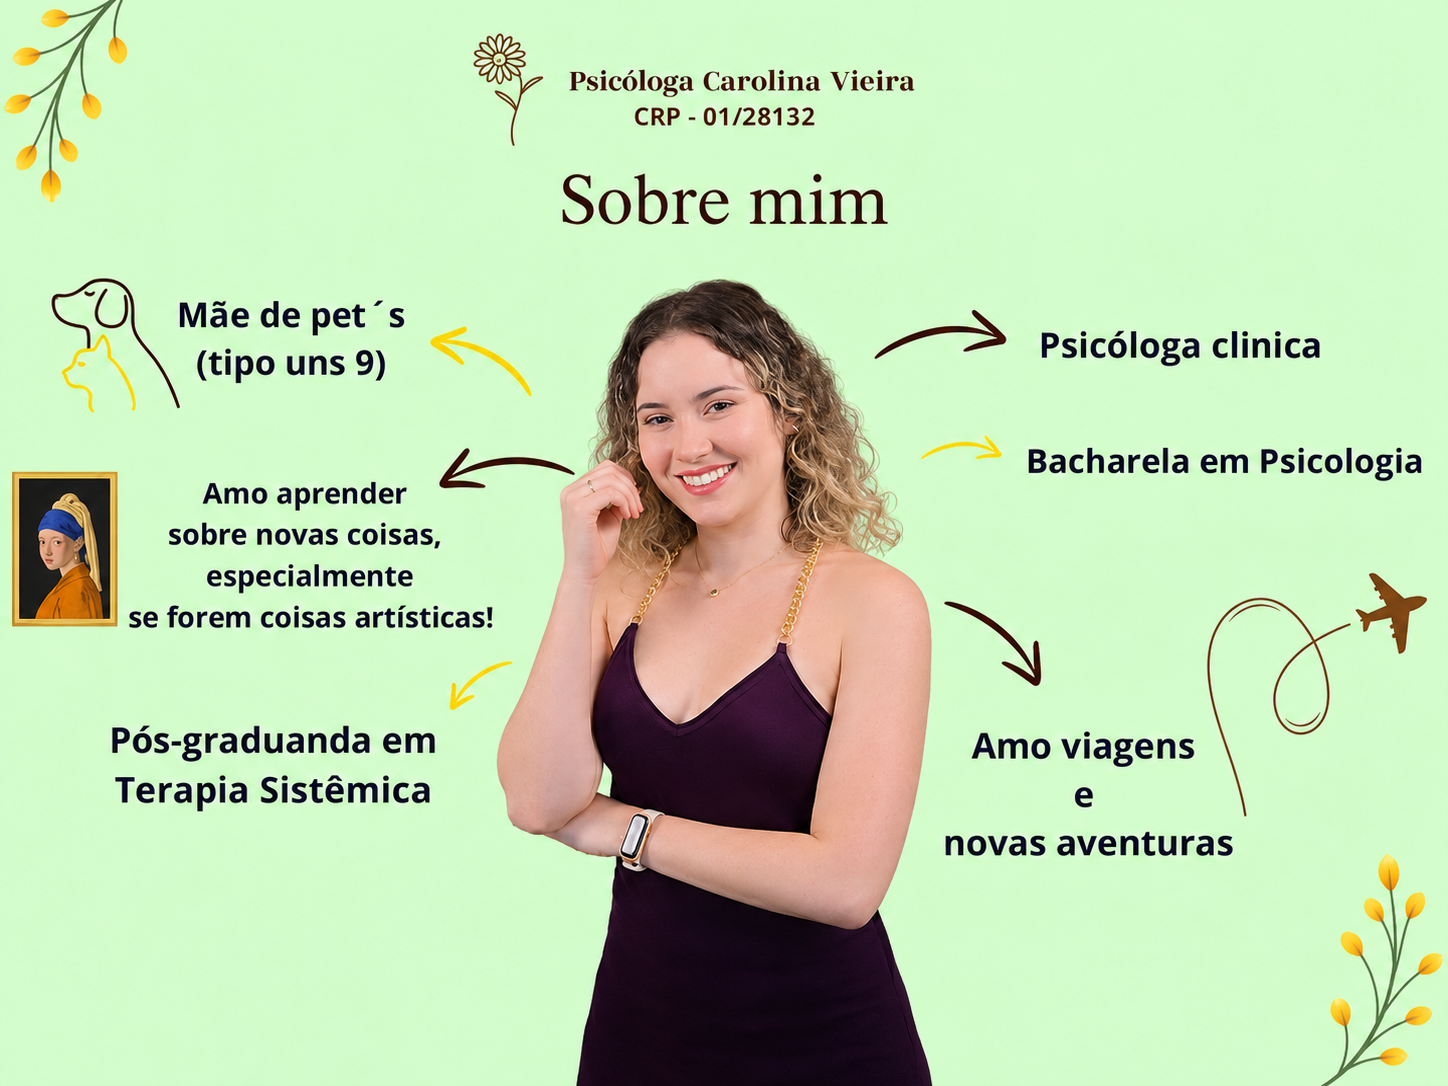 Psicóloga Carolina Vieira
CRP - 01/28132
Sobre mim
Mãe de pet´s
(tipo uns 9)
Amo aprender
sobre novas coisas,
especialmente
se forem coisas artísticas!
Pós-graduanda em
Terapia Sistêmica
Psicóloga clinica
Bacharela em Psicologia
Amo viagens
e
novas aventuras